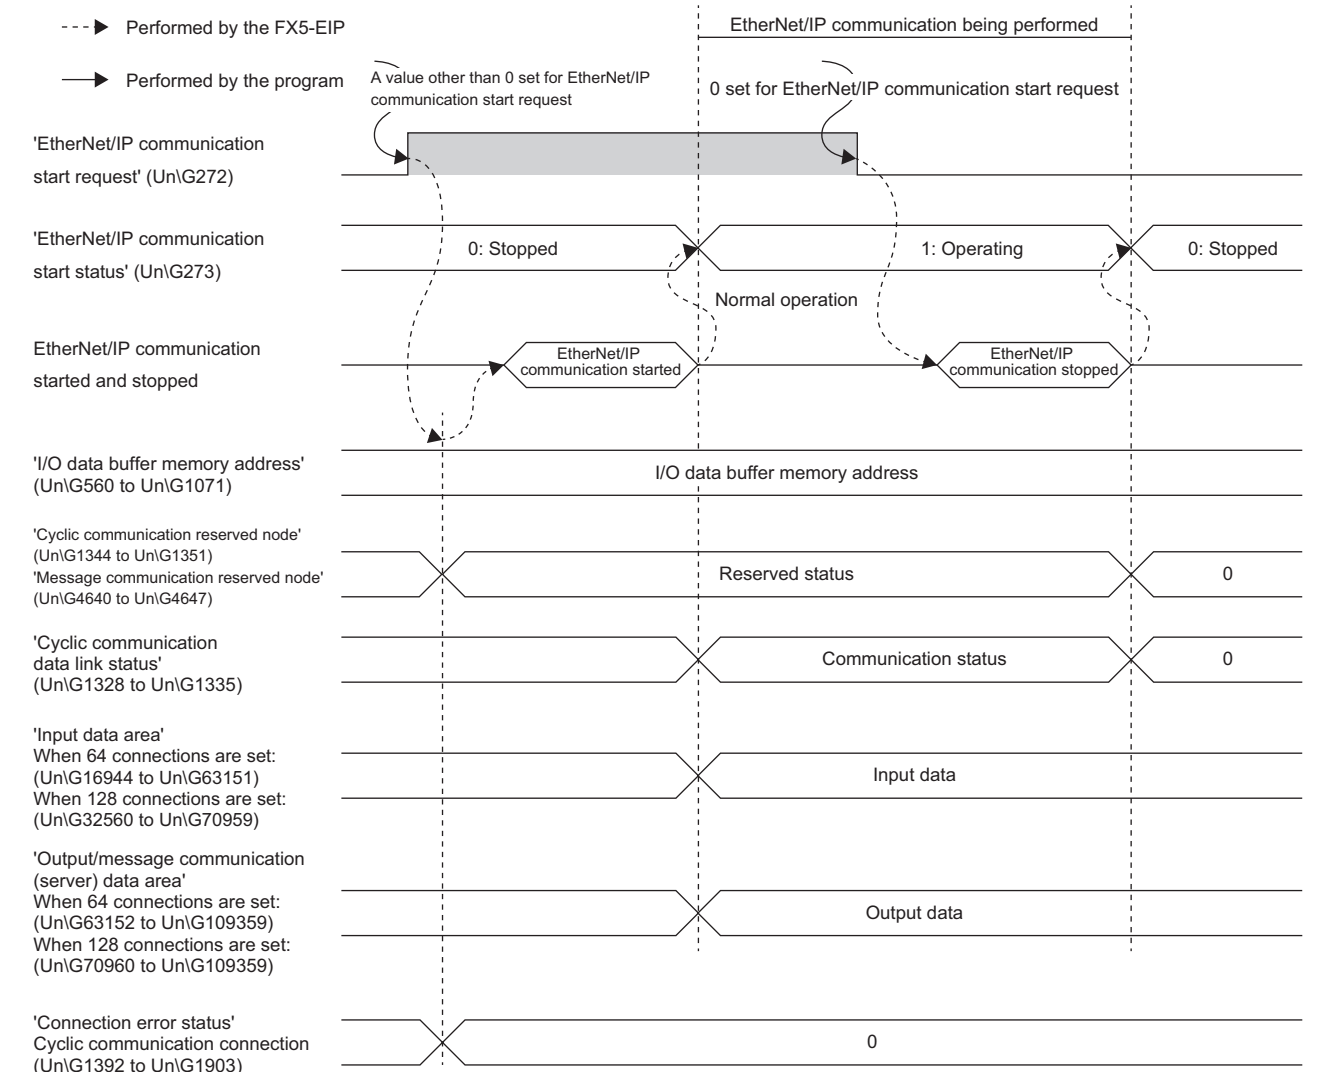 EtherNet/IP communication being performed
Performed by the FX5-EIP
Performed by the program
A value other than 0 set for EtherNet/IP
communication start request
0 set for EtherNet/IP communication start request
'EtherNet/IP communication
start request' (Un\G272)
'EtherNet/IP communication
start status' (Un\G273)
0: Stopped
1: Operating
0: Stopped
Normal operation
EtherNet/IP communication
started and stopped
EtherNet/IP
communication started
EtherNet/IP
communication stopped
'I/O data buffer memory address'
(Un\G560 to Un\G1071)
I/O data buffer memory address
'Cyclic communication reserved node'
(Un\G1344 to Un\G1351)
'Message communication reserved node'
(Un\G4640 to Un\G4647)
Reserved status
0
'Cyclic communication
data link status'
(Un\G1328 to Un\G1335)
Communication status
0
'Input data area'
When 64 connections are set:
(Un\G16944 to Un\G63151)
When 128 connections are set:
(Un\G32560 to Un\G70959)
Input data
'Output/message communication
(server) data area'
When 64 connections are set:
(Un\G63152 to Un\G109359)
When 128 connections are set:
(Un\G70960 to Un\G109359)
Output data
'Connection error status'
Cyclic communication connection
(Un\G1392 to Un\G1903)
0